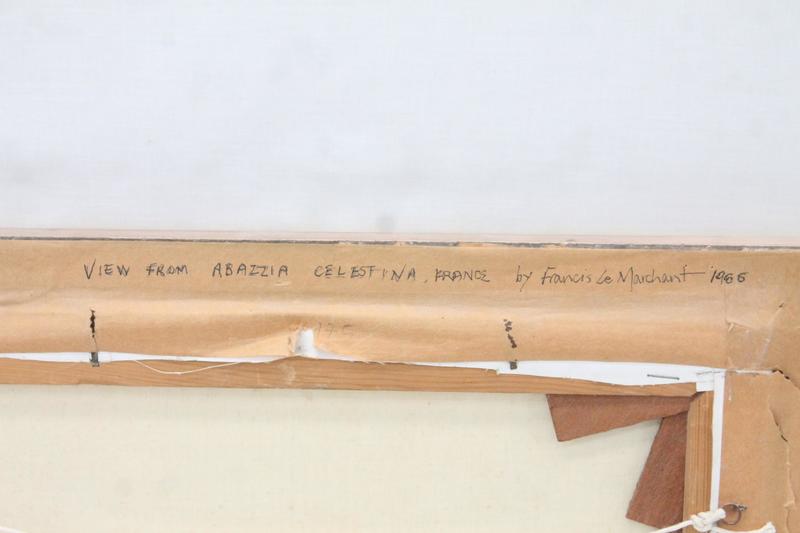 VIEW FROM ABAZZIA CELESTINA, FRANCE by Francis Le Marchant 1966